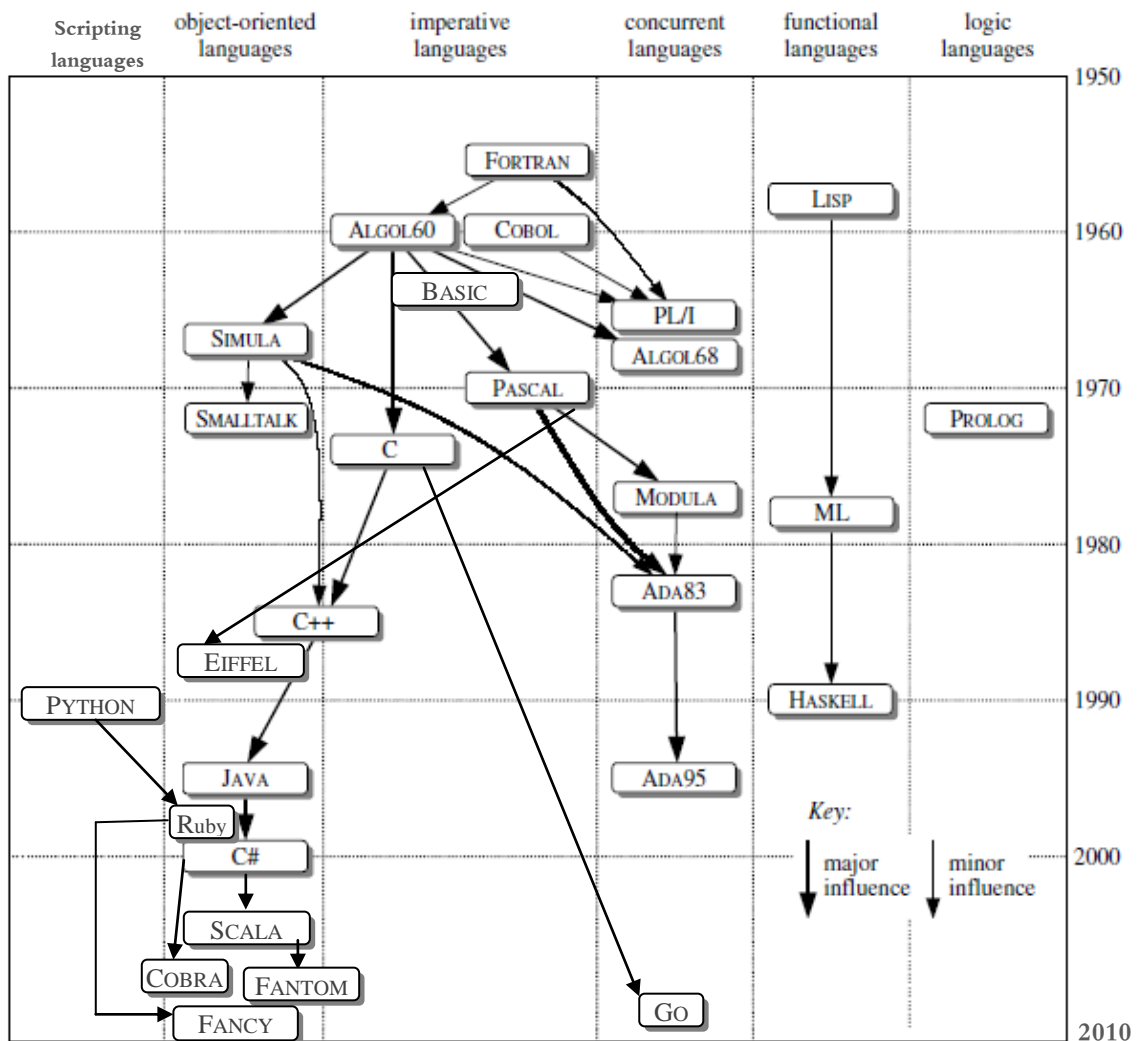 Scripting
languages
object-oriented
languages
imperative
languages
concurrent
languages
functional
languages
logic
languages
1950
FORTRAN
LISP
ALGOL60
COBOL
1960
BASIC
PL/I
SIMULA
ALGOL68
PASCAL
1970
SMALLTALK
PROLOG
C
MODULA
ML
1980
ADA83
C++
EIFFEL
PYTHON
HASKELL
1990
JAVA
ADA95
Ruby
Key:
C#
2000
major
influence
minor
influence
SCALA
COBRA
FANTOM
GO
FANCY
2010